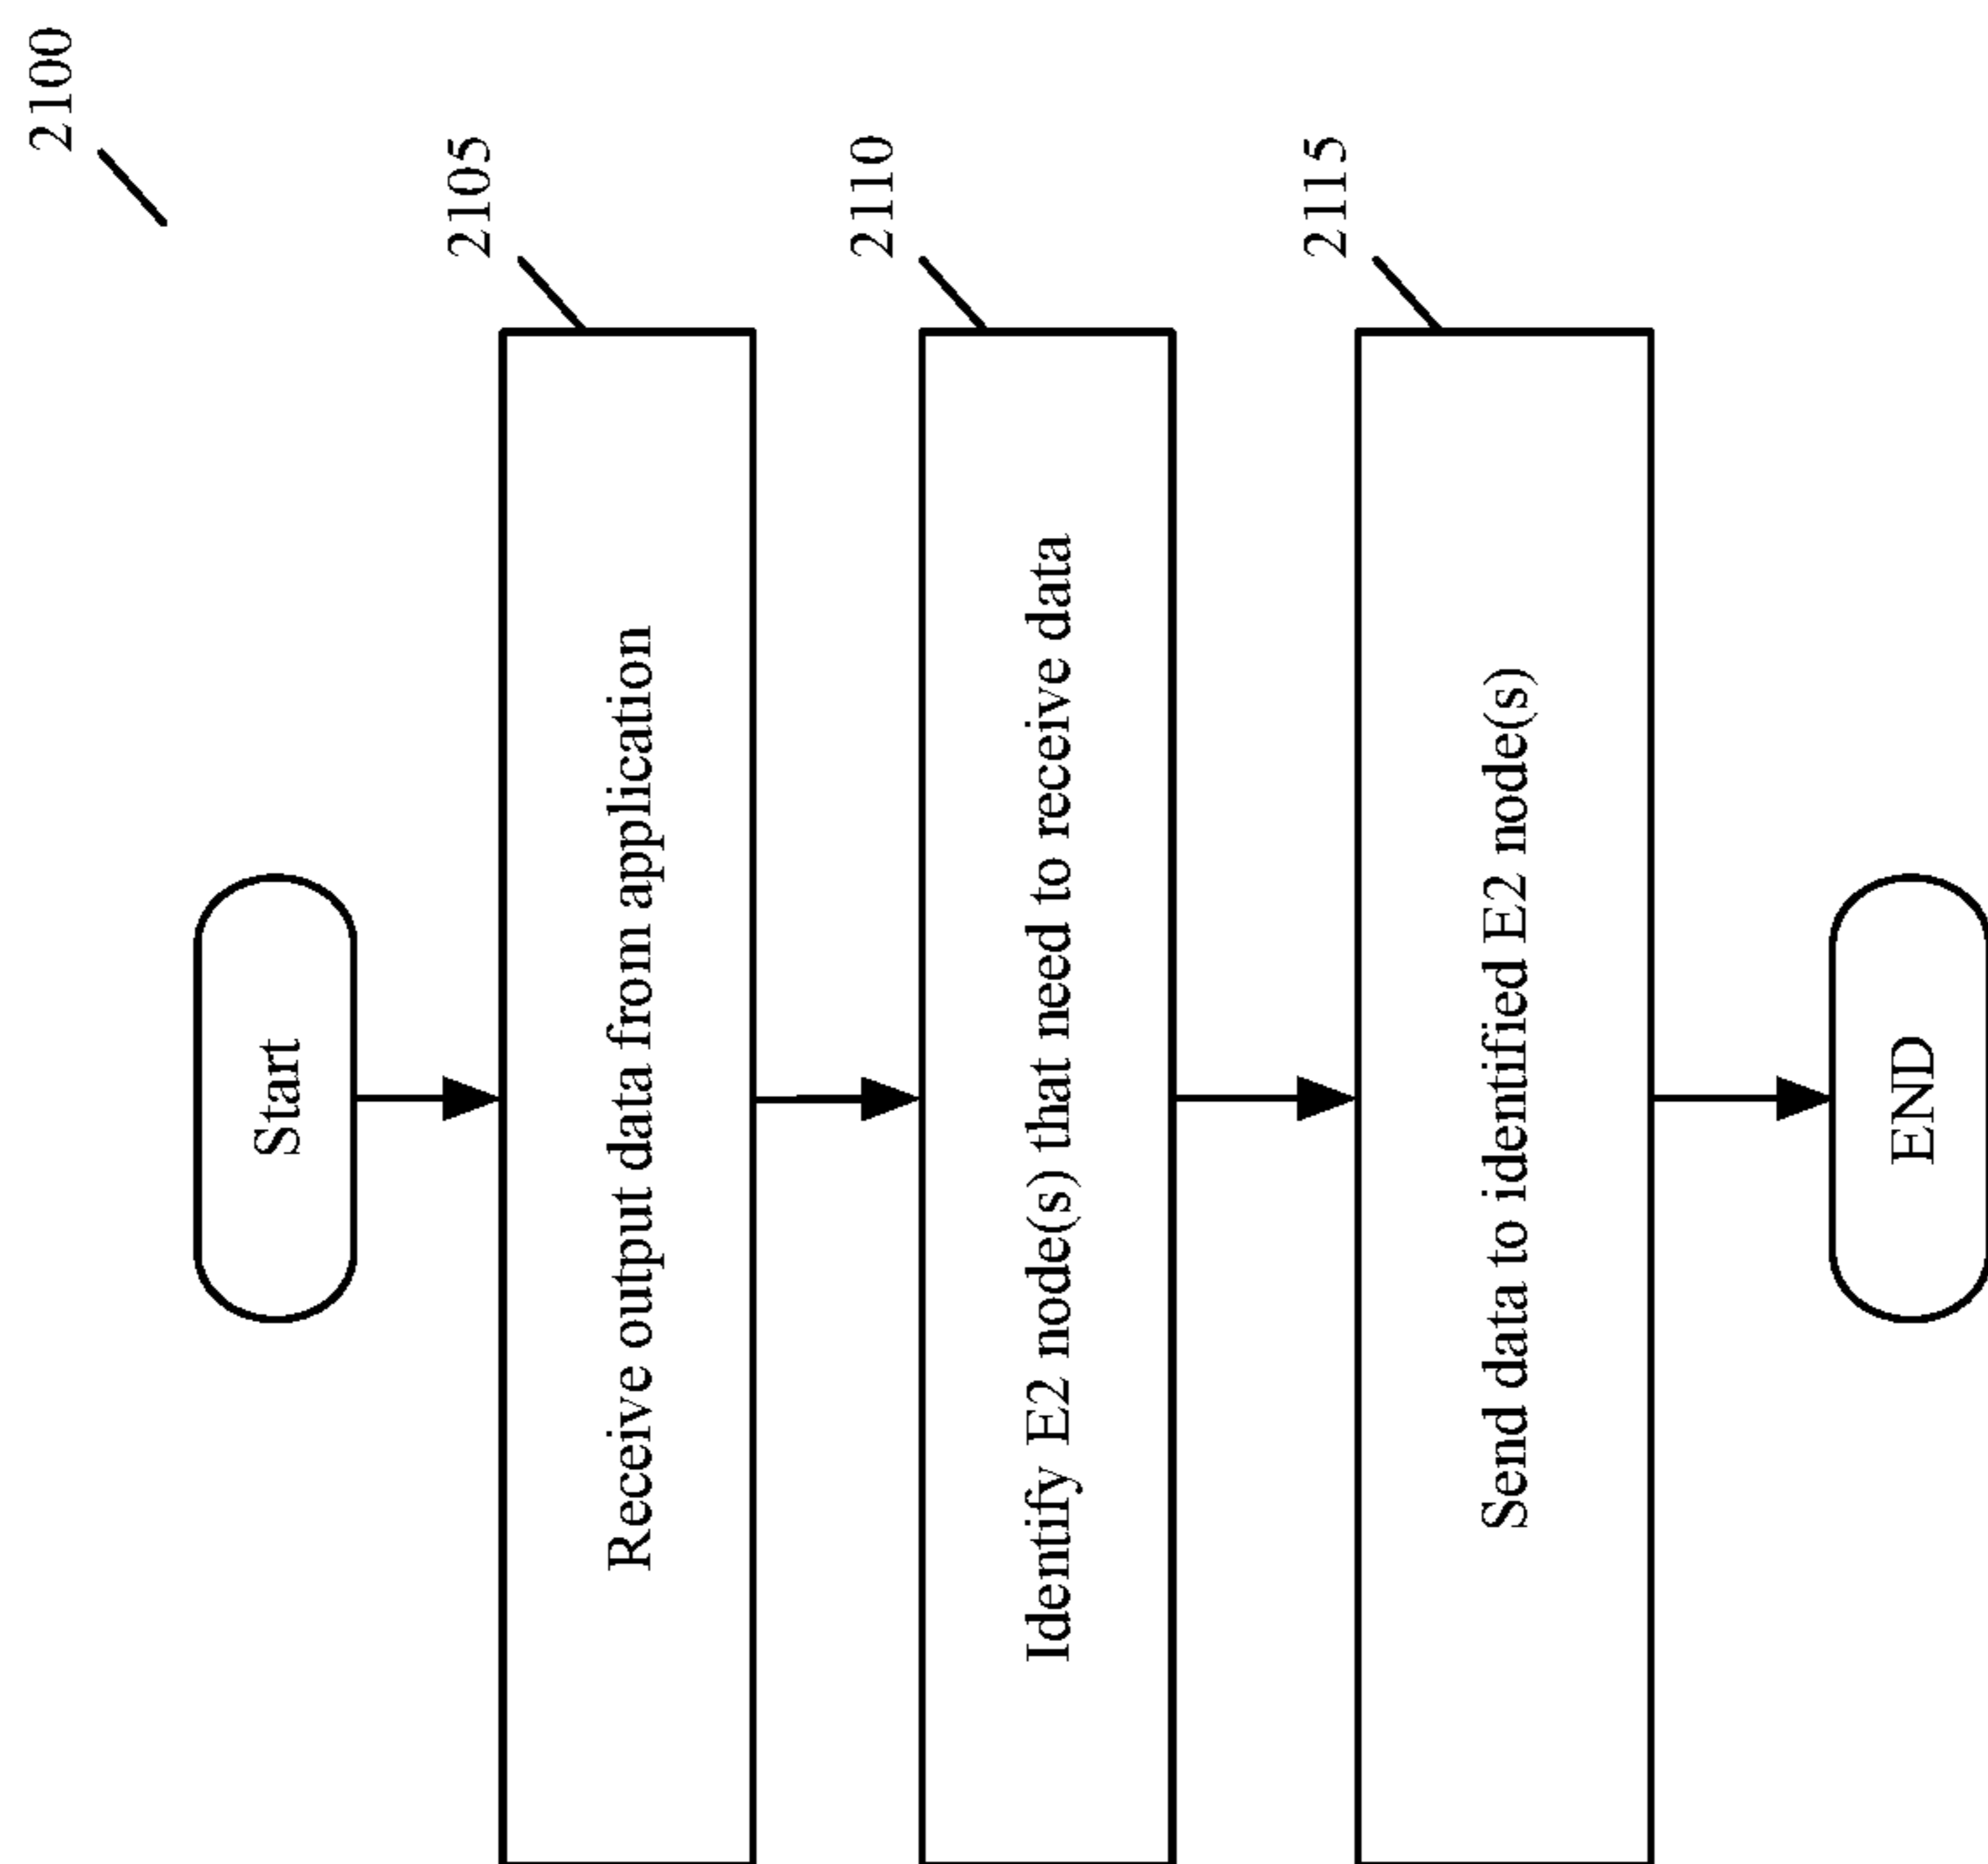 2100
Start
2105
Receive output data from application
2110
Identify E2 node(s) that need to receive data
2115
Send data to identified E2 node(s)
END